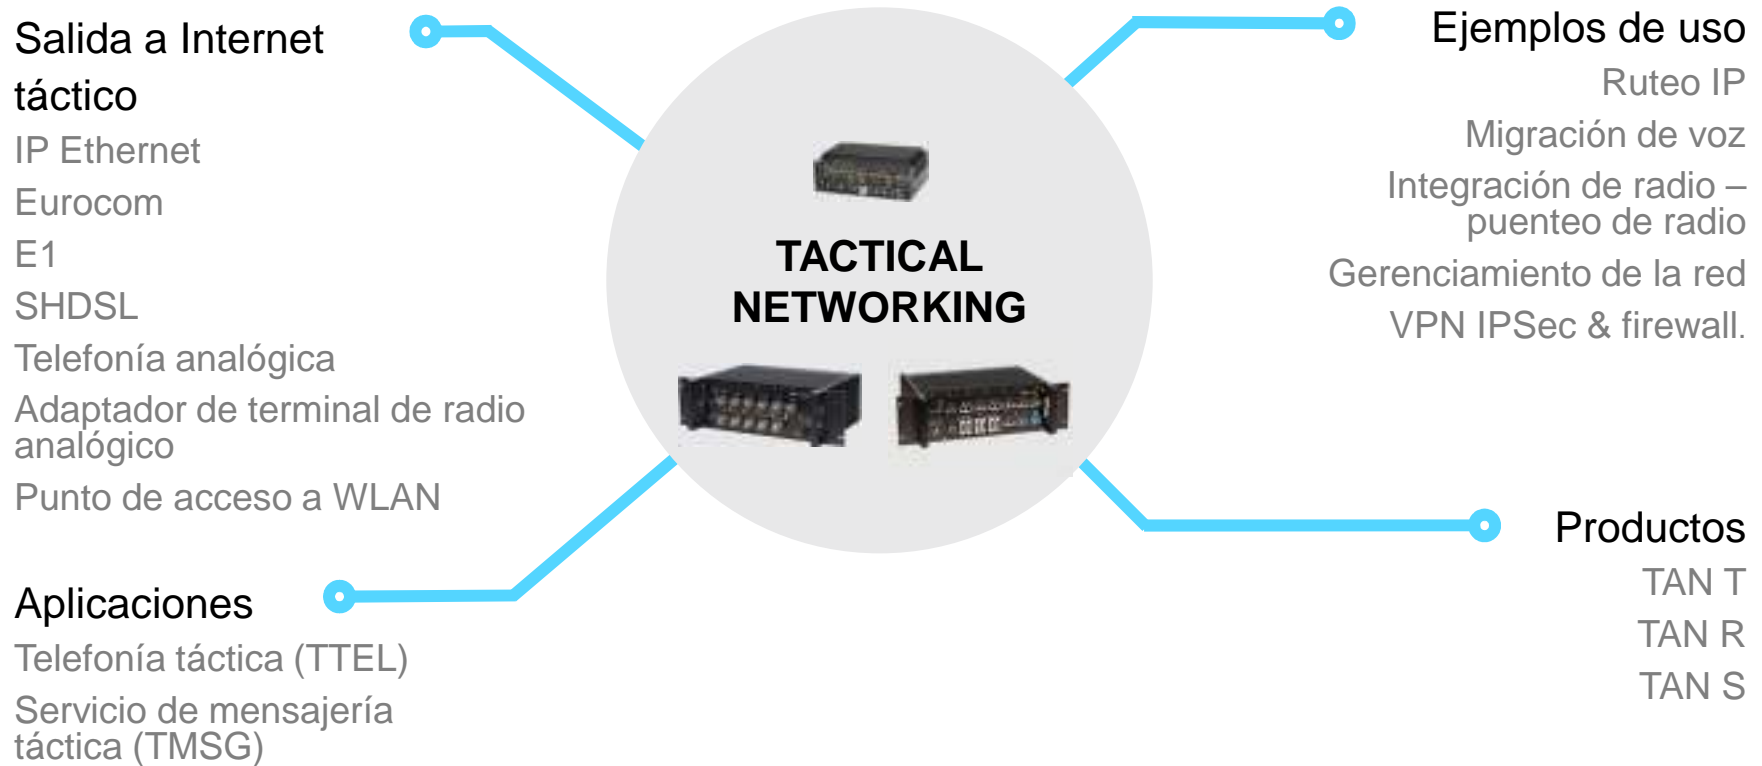 Salida a Internet
táctico
IP Ethernet
Eurocom
E1
SHDSL
Telefonía analógica
Adaptador de terminal de radio
analógico
Punto de acceso a WLAN
Aplicaciones
Telefonía táctica (TTEL)
Servicio de mensajería
táctica (TMSG)
TACTICAL
NETWORKING
Ejemplos de uso
Ruteo IP
Migración de voz
Integración de radio –
puenteo de radio
Gerenciamiento de la red
VPN IPSec & firewall.
Productos
TAN T
TAN R
TAN S